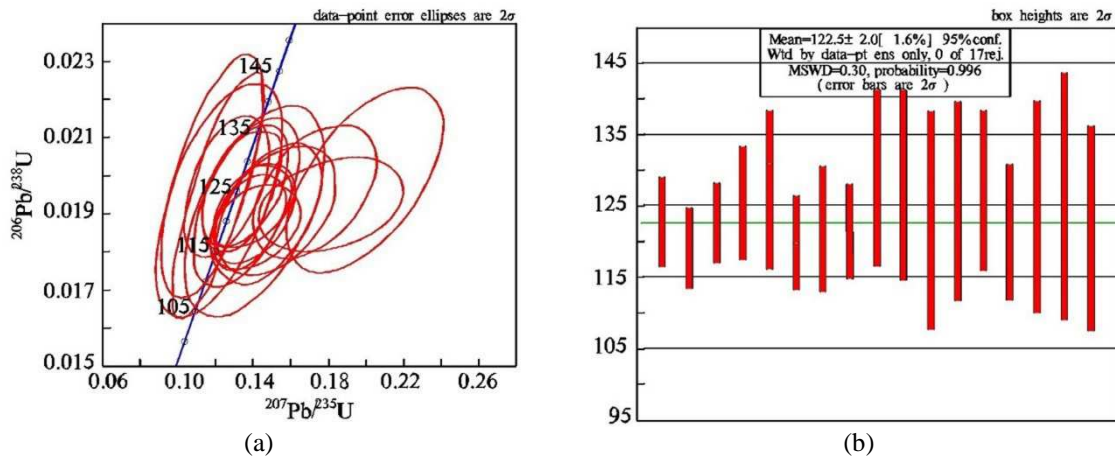 data-point error ellipses are 2σ
0.023
0.021
0.019
0.017
0.015
206Pb/238U
145
135
125
115
105
0.06 0.10 0.14 0.18 0.22 0.26
207Pb/235U
(a)
box heights are 2σ
Mean=122.5± 2.0[ 1.6%] 95%conf.
Wtd by data-pt ens only, 0 of 17rej.
MSWD=0.30, probability=0.996
( error bars are 2σ )
145
135
125
115
105
95
(b)